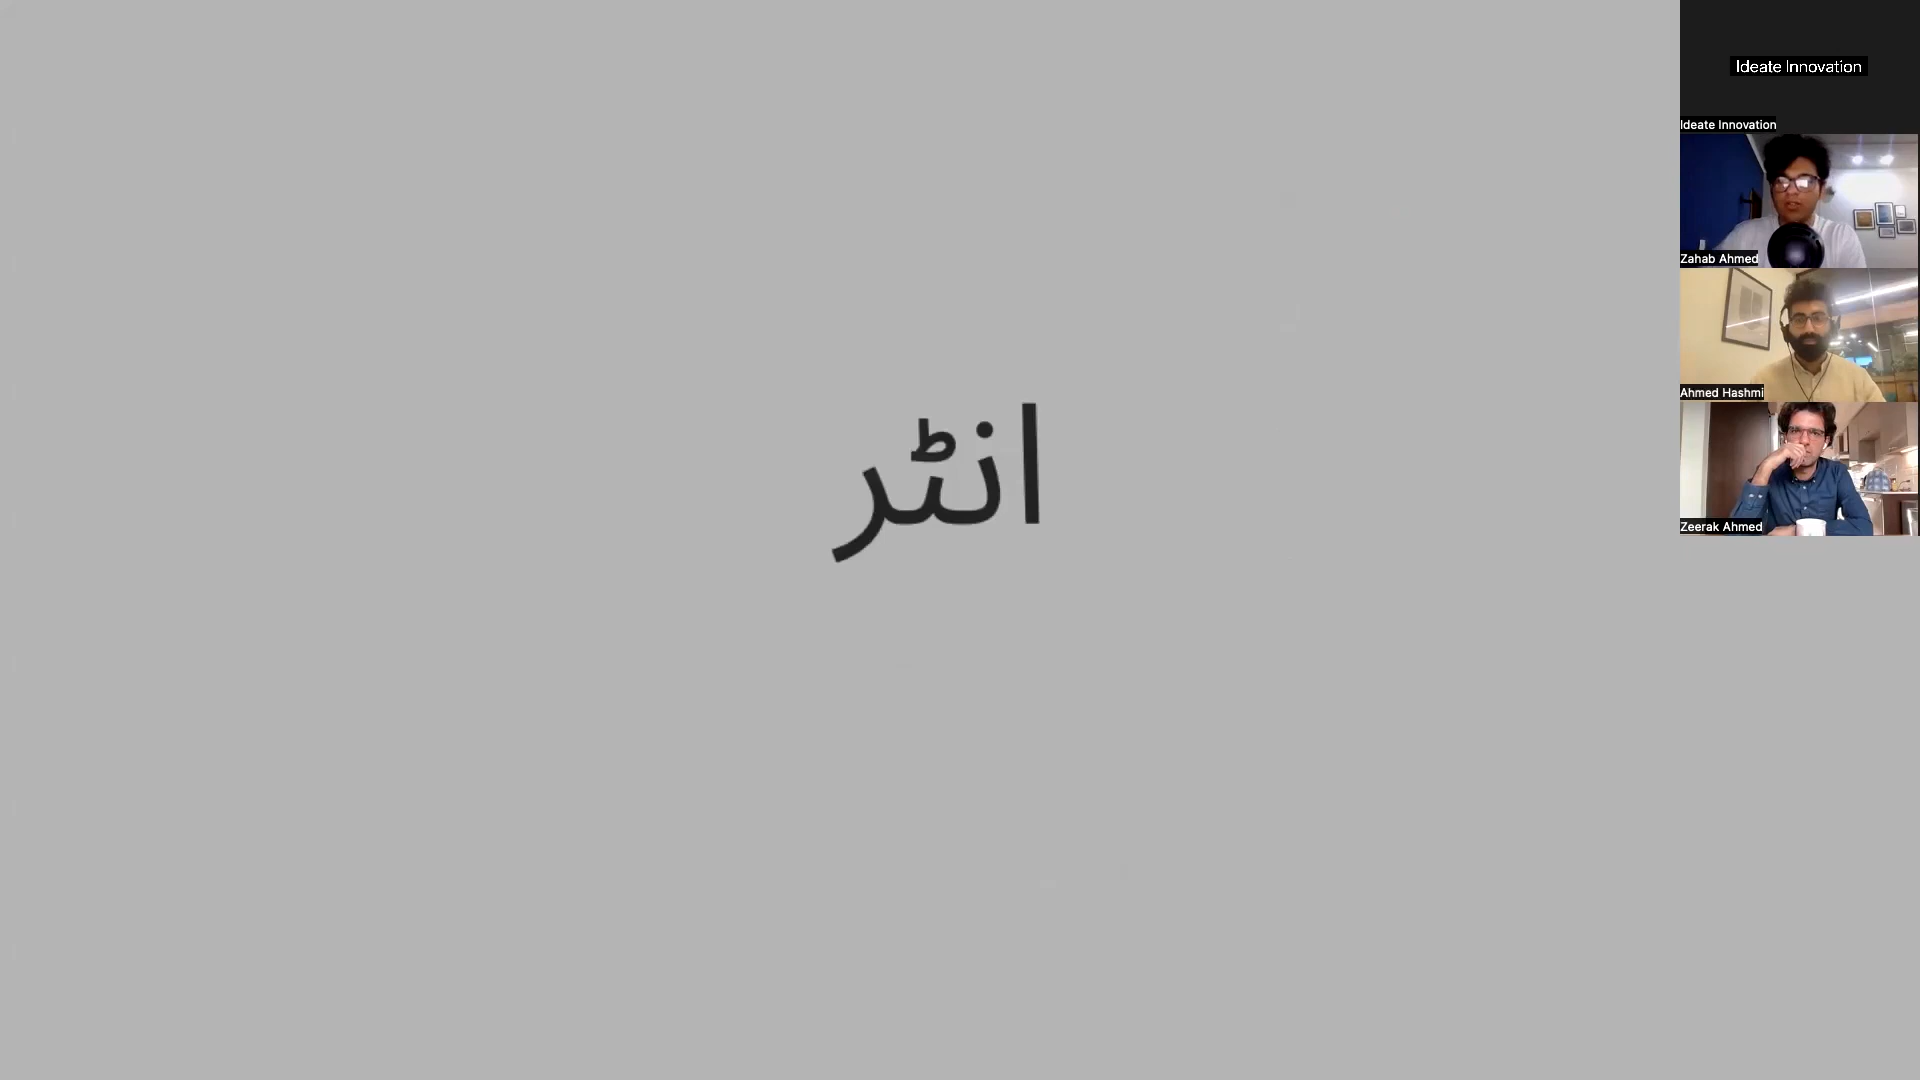 انٹر
Ideate Innovation
Ideate Innovation
Zahab Ahmed
Ahmed Hashmi
Zeerak Ahmed